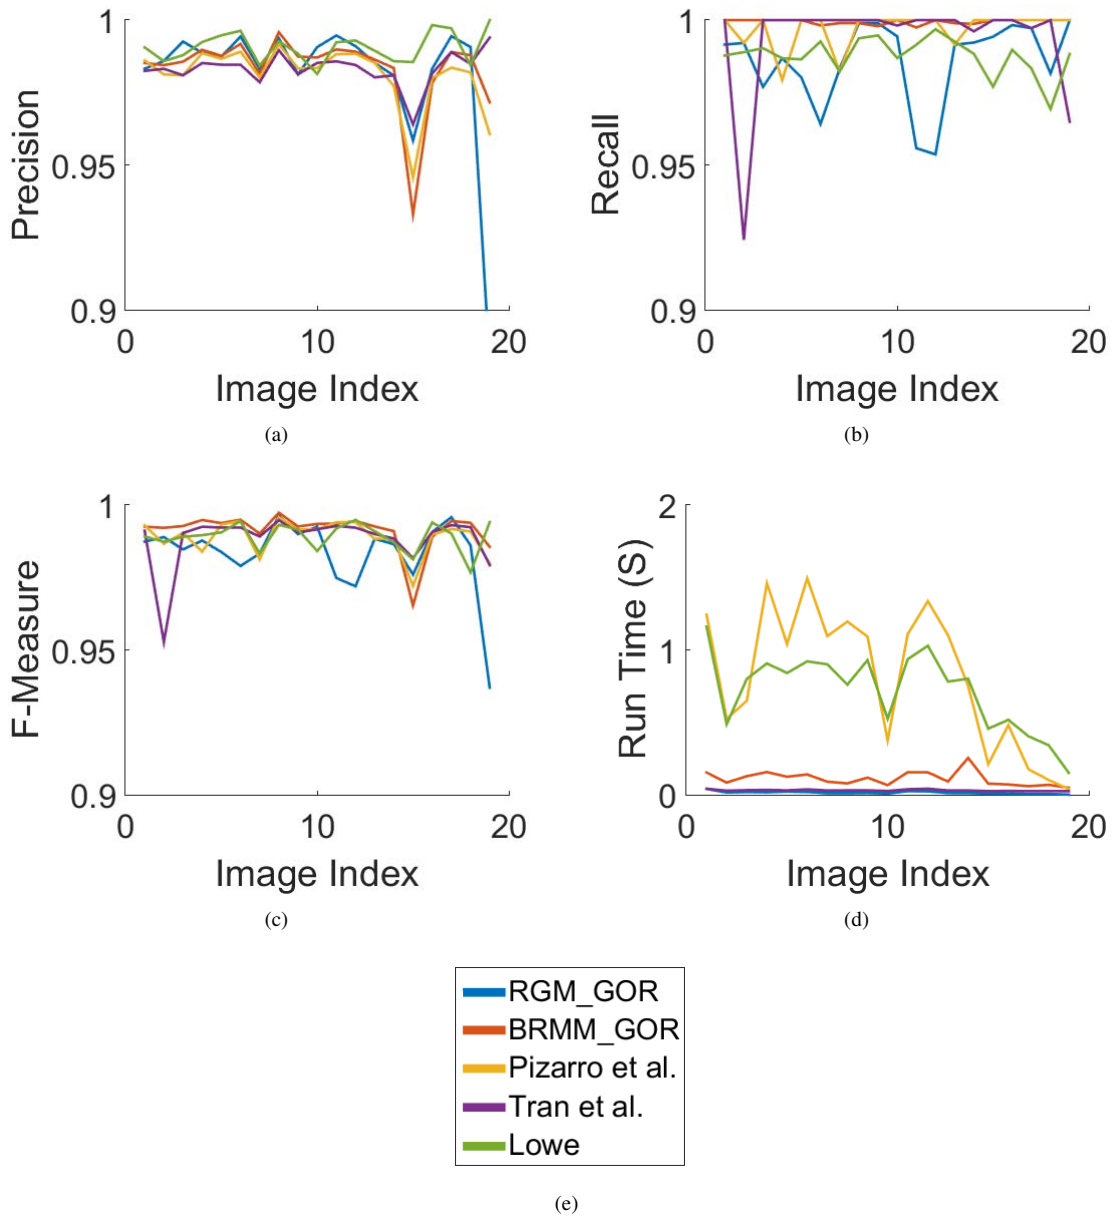 1
0.95
0.9
Precision
0
10
20
Image Index
(a)
1
0.95
0.9
Recall
0
10
20
Image Index
(b)
1
0.95
0.9
F-Measure
0
10
20
Image Index
(c)
2
1
0
Run Time (S)
0
10
20
Image Index
(d)
RGM_GOR
BRMM_GOR
Pizarro et al.
Tran et al.
Lowe
(e)